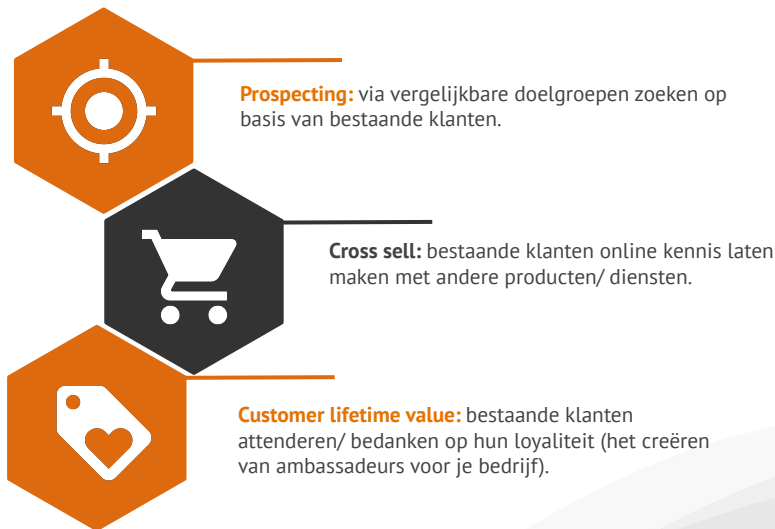 Prospecting: via vergelijkbare doelgroepen zoeken op
basis van bestaande klanten.
Cross sell: bestaande klanten online kennis laten
maken met andere producten/ diensten.
Customer lifetime value: bestaande klanten
attenderen/ bedanken op hun loyaliteit (het creëren
van ambassadeurs voor je bedrijf).